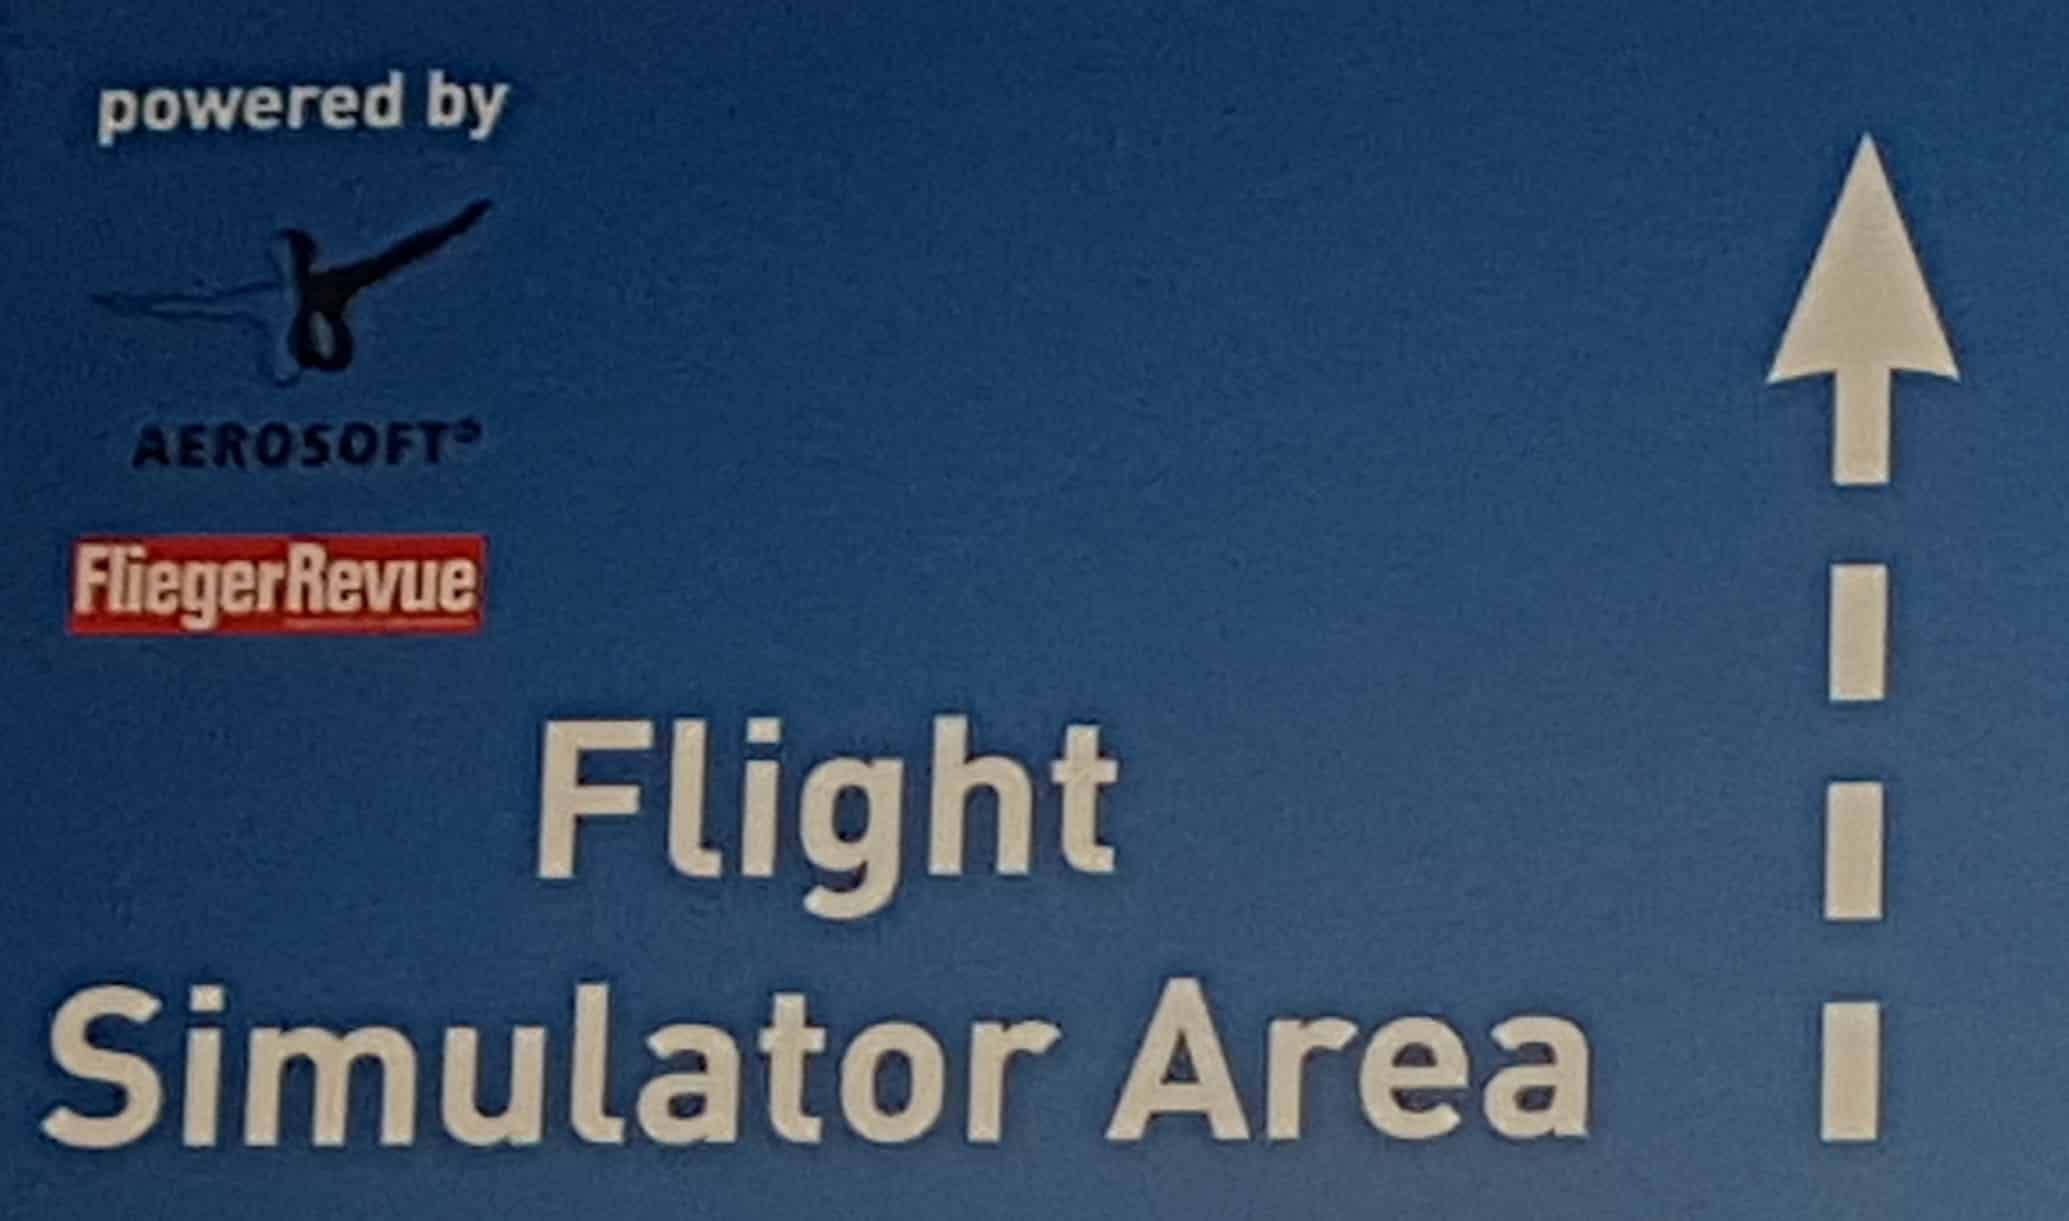 powered by
AEROSOFT®
FliegerRevue
Flight
Simulator Area